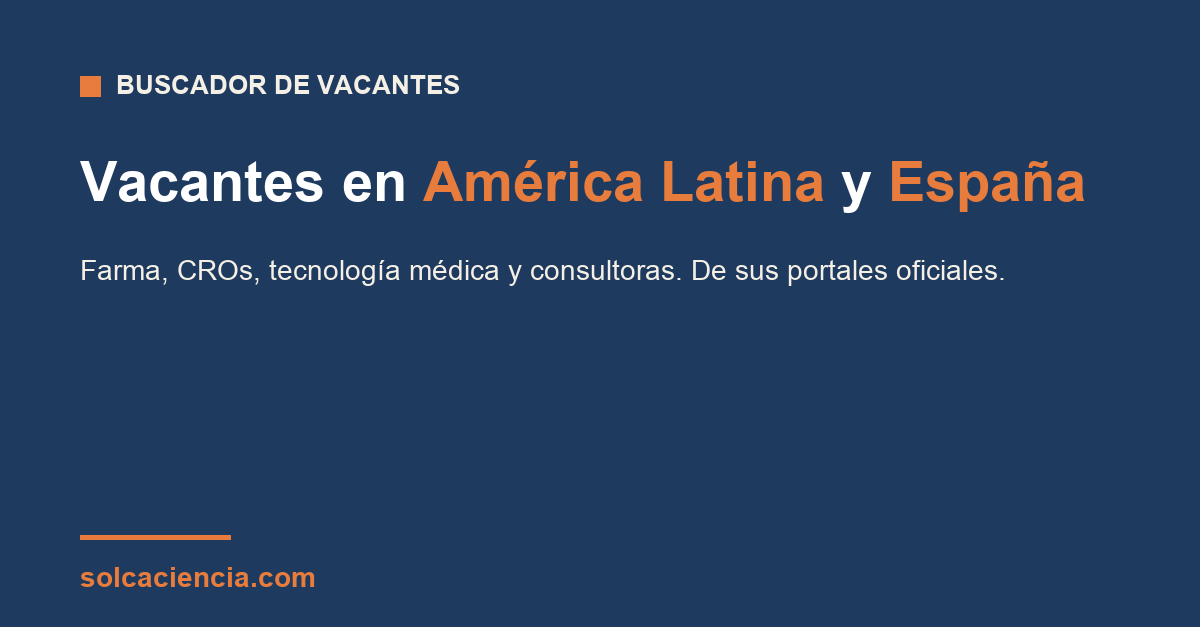 BUSCADOR DE VACANTES
Vacantes en América Latina y España
Farma, CROs, tecnología médica y consultoras. De sus portales oficiales.
solcaciencia.com